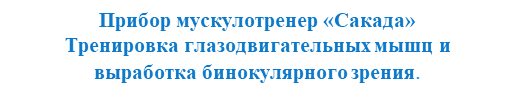 Прибор мускулотренер «Сакада»
Тренировка глазодвигательных мышц и
выработка бинокулярного зрения.